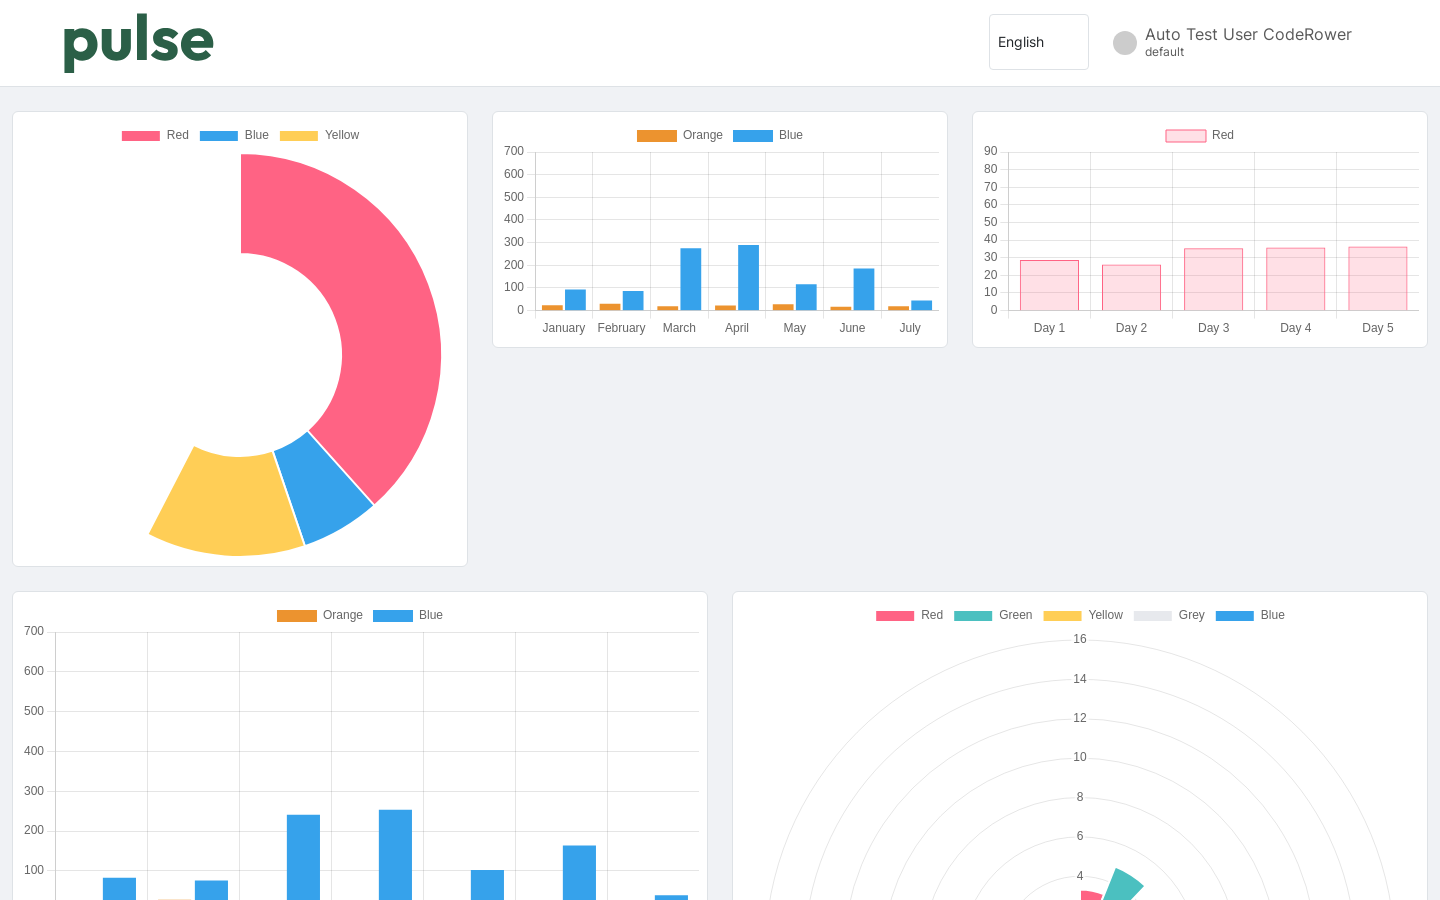 pulse
English
Auto Test User CodeRower
default
Red Blue Yellow
Orange Blue
700
600
500
400
300
200
100
0
January February March April May June July
Red
90
80
70
60
50
40
30
20
10
0
Day 1 Day 2 Day 3 Day 4 Day 5
Orange Blue
700
600
500
400
300
200
100
Red Green Yellow Grey Blue
16
14
12
10
8
6
4